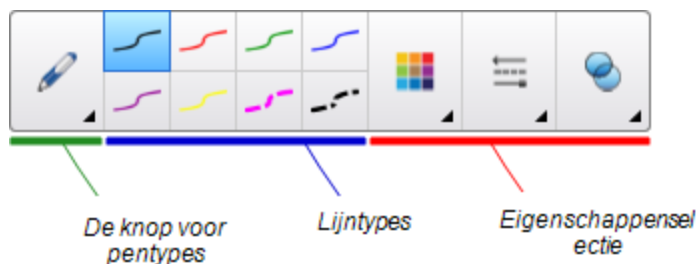 De knop voor
pentypes
Lijntypes
Eigenschappensel
ectie